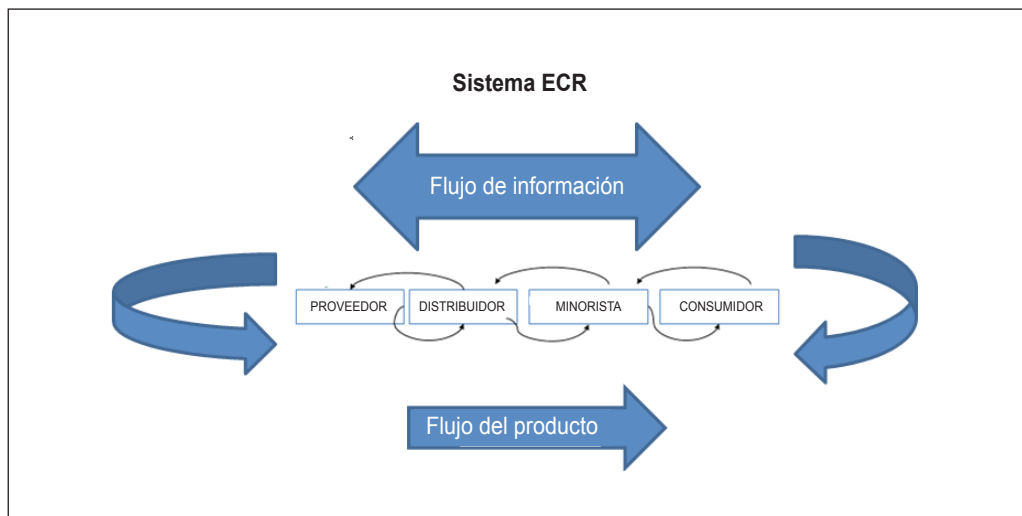 Sistema ECR
Flujo de información
PROVEEDOR DISTRIBUIDOR MINORISTA CONSUMIDOR
Flujo del producto